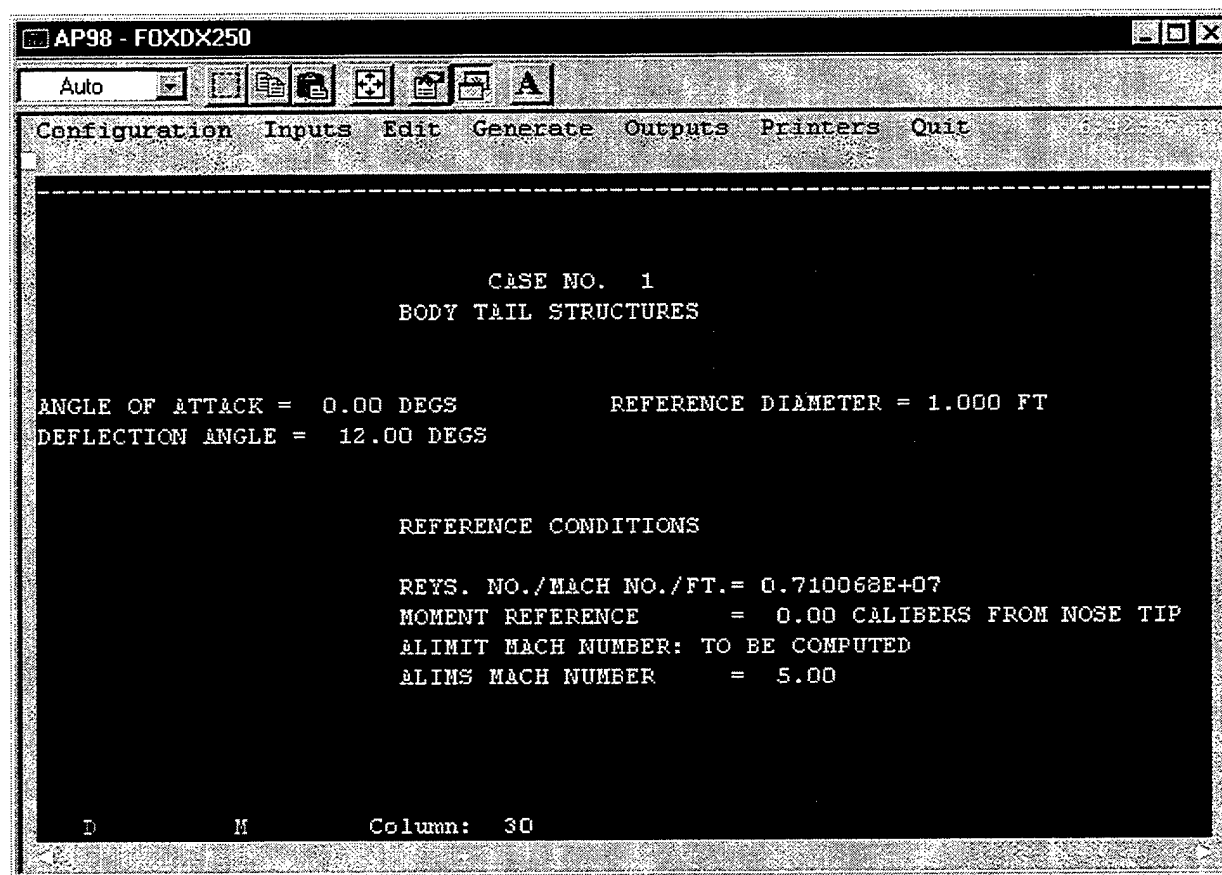 AP98 - FOXDX250
Auto
A
Configuration Inputs Edit Generate Outputs Printers Quit
CASE NO. 1
BODY TAIL STRUCTURES
ANGLE OF ATTACK = 0.00 DEGS REFERENCE DIAMETER = 1.000 FT
DEFLECTION ANGLE = 12.00 DEGS
REFERENCE CONDITIONS
REYS. NO./MACH NO./FT.= 0.710068E+07
MOMENT REFERENCE = 0.00 CALIBERS FROM NOSE TIP
ALIMIT MACH NUMBER: TO BE COMPUTED
ALIMS MACH NUMBER = 5.00
D M Column: 30